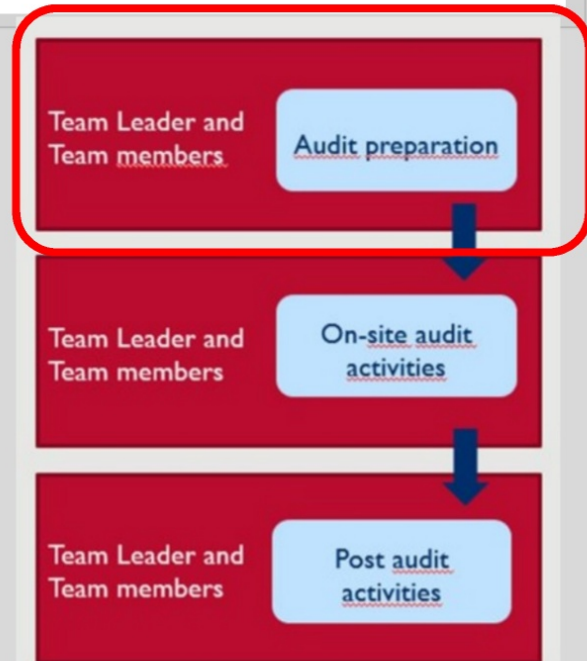 Team Leader and
Team members
Audit preparation
Team Leader and
Team members
On-site audit
activities
Team Leader and
Team members
Post audit
activities